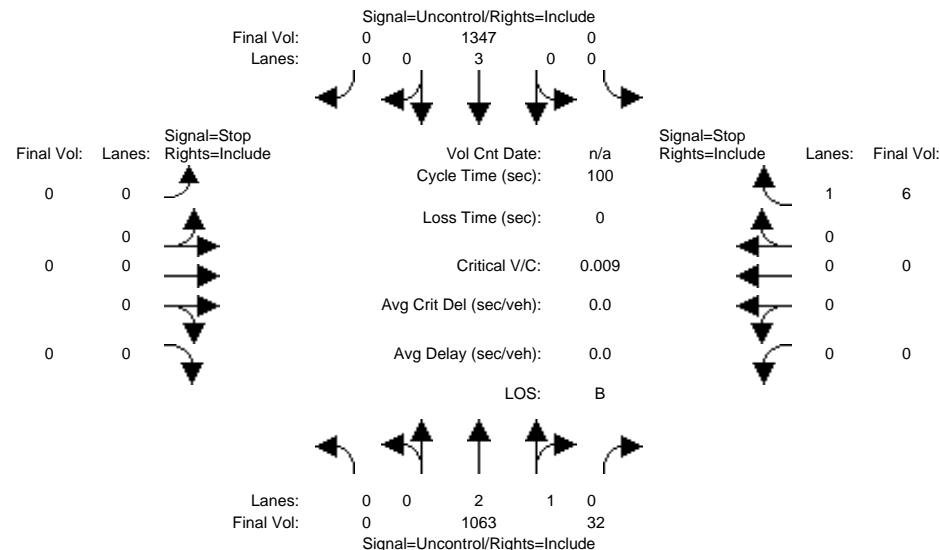 Signal=Uncontrol/Rights=Include
Final Vol: 0 1347 0
Lanes: 0 0 3 0 0
Signal=Stop Signal=Stop
Final Vol: Lanes: Rights=Include Vol Cnt Date: n/a Rights=Include Lanes: Final Vol:
Cycle Time (sec): 100
0 0 1 6
Loss Time (sec): 0
0 0
0 0 Critical V/C: 0.009 0 0
0 Avg Crit Del (sec/veh): 0.0 0
0 0 Avg Delay (sec/veh): 0.0 0 0
LOS: B
Lanes: 0 0 2 1 0
Final Vol: 0 1063 32
Signal=Uncontrol/Rights=Include